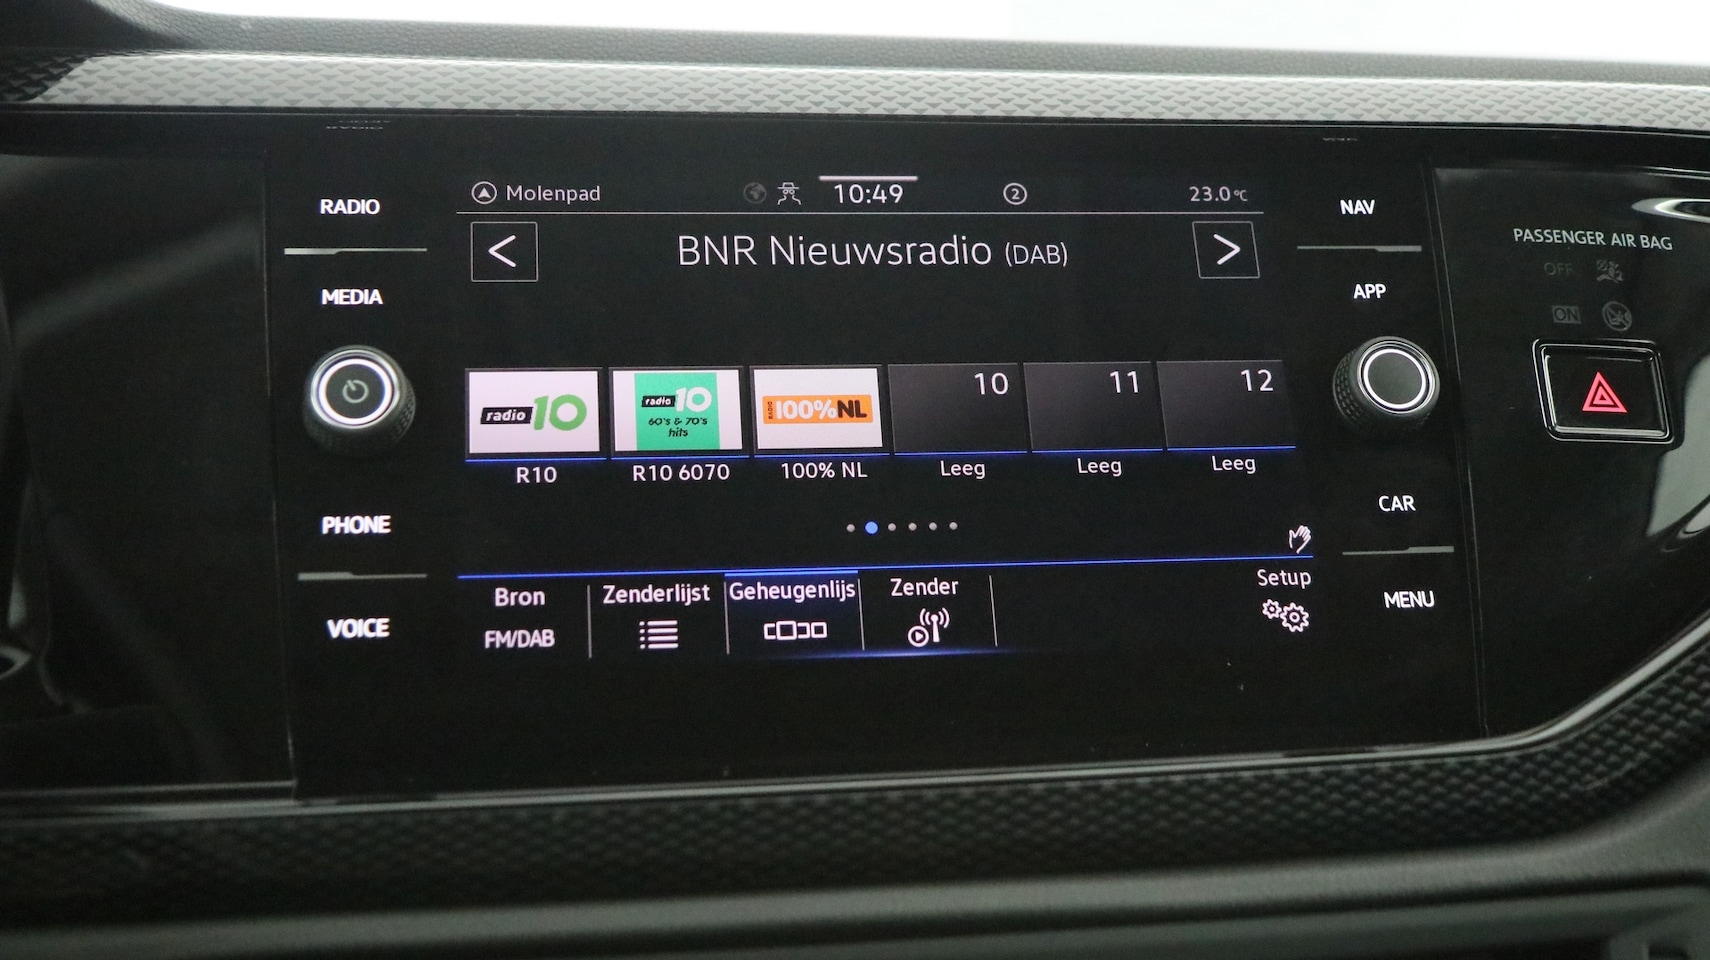 RADIO
MEDIA
PHONE
VOICE
Molenpad
10:49
2
23.0°C
BNR Nieuwsradio (DAB)
radio 10
radio 10
60's & 70's
hits
RADIO 100%NL
10
11
12
R10
R10 6070
100% NL
Leeg
Leeg
Leeg
Bron
FM/DAB
Zenderlijst
Geheugenlijs
Zender
Setup
NAV
APP
CAR
MENU
PASSENGER AIR BAG
OFF
ON